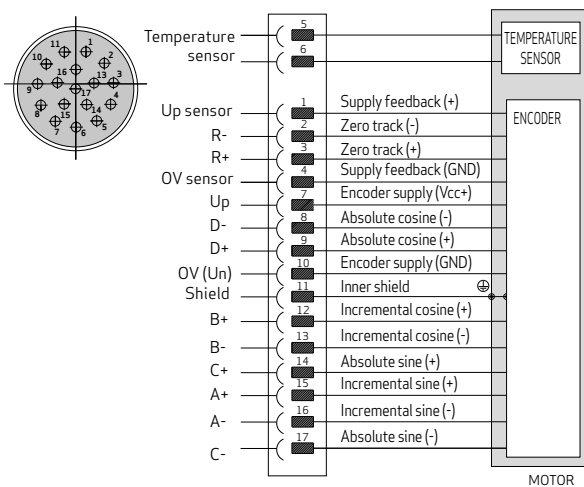 11
1
10
2
16
13
3
9
17
8
15
14
4
7
6
5
Temperature
sensor
5
6
TEMPERATURE
SENSOR
ENCODER
Up sensor
1
Supply feedback (+)
R-
2
Zero track (-)
R+
3
Zero track (+)
0V sensor
4
Supply feedback (GND)
Up
7
Encoder supply (Vcc+)
D-
8
Absolute cosine (-)
D+
9
Absolute cosine (+)
0V (Un)
10
Encoder supply (GND)
Shield
11
Inner shield
B+
12
Incremental cosine (+)
B-
13
Incremental cosine (-)
C+
14
Absolute sine (+)
A+
15
Incremental sine (+)
A-
16
Incremental sine (-)
C-
17
Absolute sine (-)
MOTOR